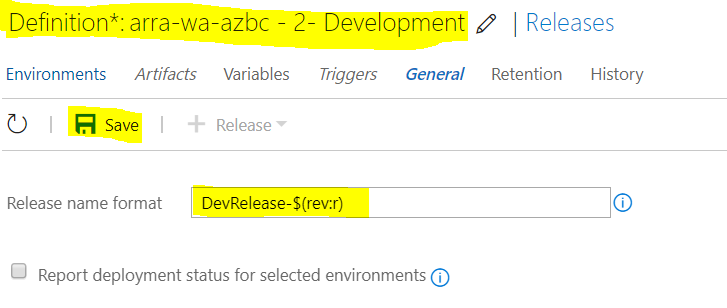 Definition*: arra-wa-azbc - 2- Development | Releases
Environments Artifacts Variables Triggers General Retention History
Save + Release
Release name format DevRelease-$(rev:r)
Report deployment status for selected environments